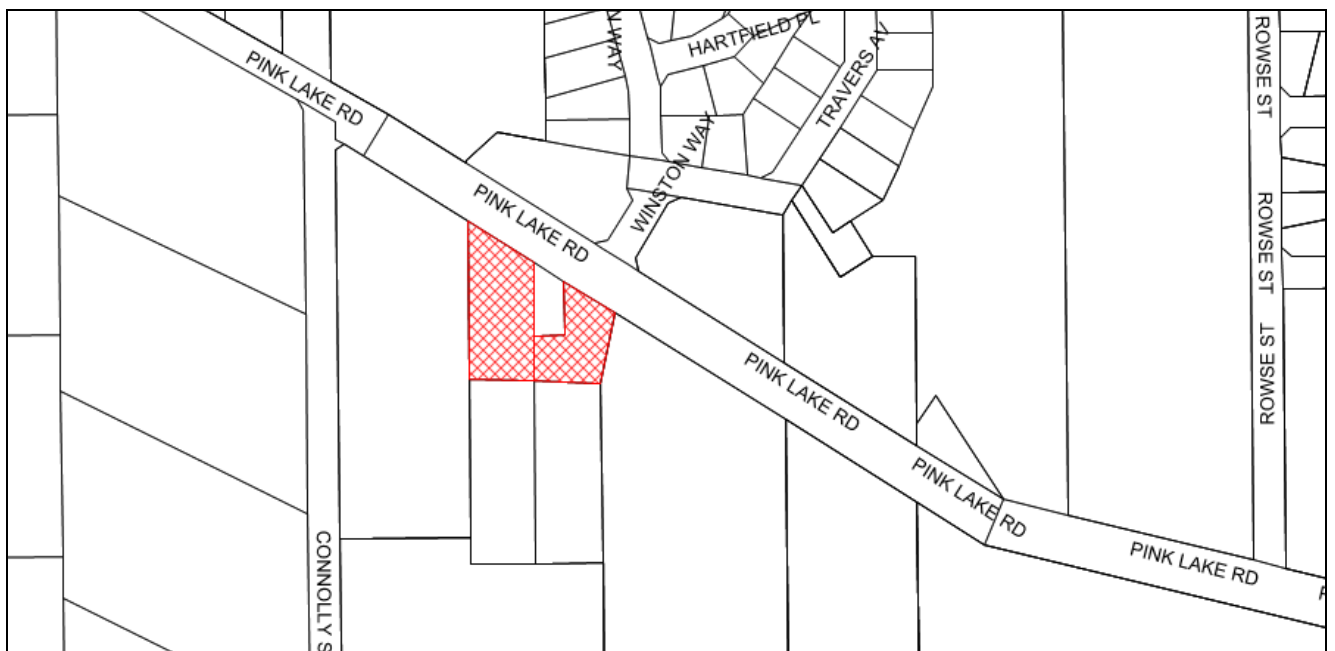 N WAY
HARTFIELD PL
TRAVERS AV
ROWSE ST
PINK LAKE RD
WINSTON WAY
PINK LAKE RD
ROWSE ST
ROWSE ST
PINK LAKE RD
PINK LAKE RD
CONNOLLY S
PINK LAKE RD